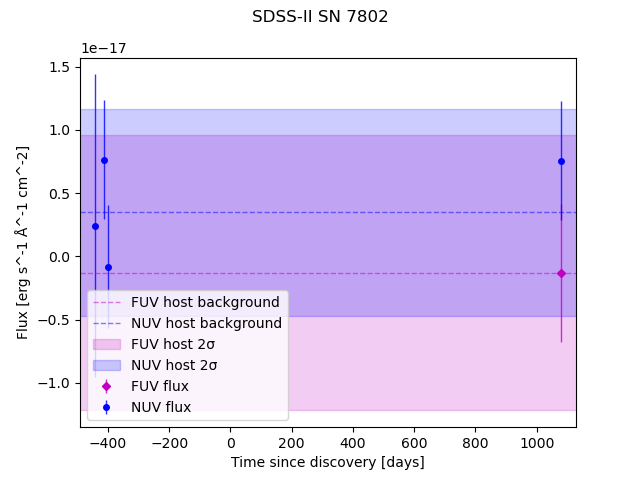 SDSS-II SN 7802
1e−17
1.5
1.0
0.5
0.0
−0.5
−1.0
Flux [erg s^-1 Å^-1 cm^-2]
FUV host background
NUV host background
FUV host 2σ
NUV host 2σ
FUV flux
NUV flux
−400 −200 0 200 400 600 800 1000
Time since discovery [days]